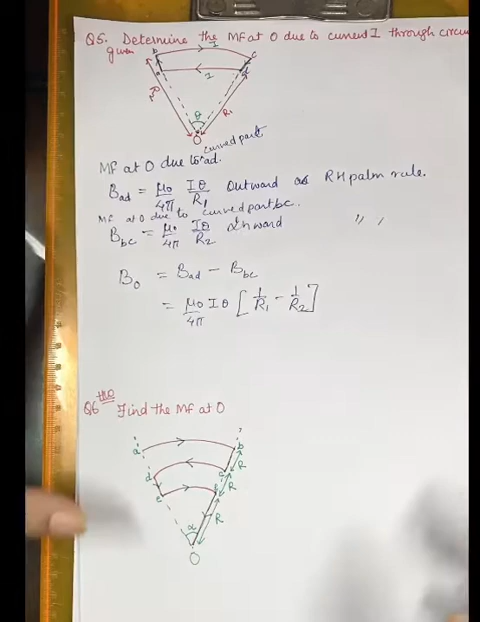 Q5. Determine the MF at O due to current I through circu
given
b I c
a I d
R2 θ R1
O
curved part
MF at O due to ad.
Bad = μ0/4π Iθ/R1 Outward as RH palm rule.
MF at O due to curved part, bc.
Bbc = μ0/4π Iθ/R2 Inward " ,
B0 = Bad - Bbc
= μ0/4π Iθ [1/R1 - 1/R2]
Q6 Find the MF at O
a b
d c R
e f R
α R
O